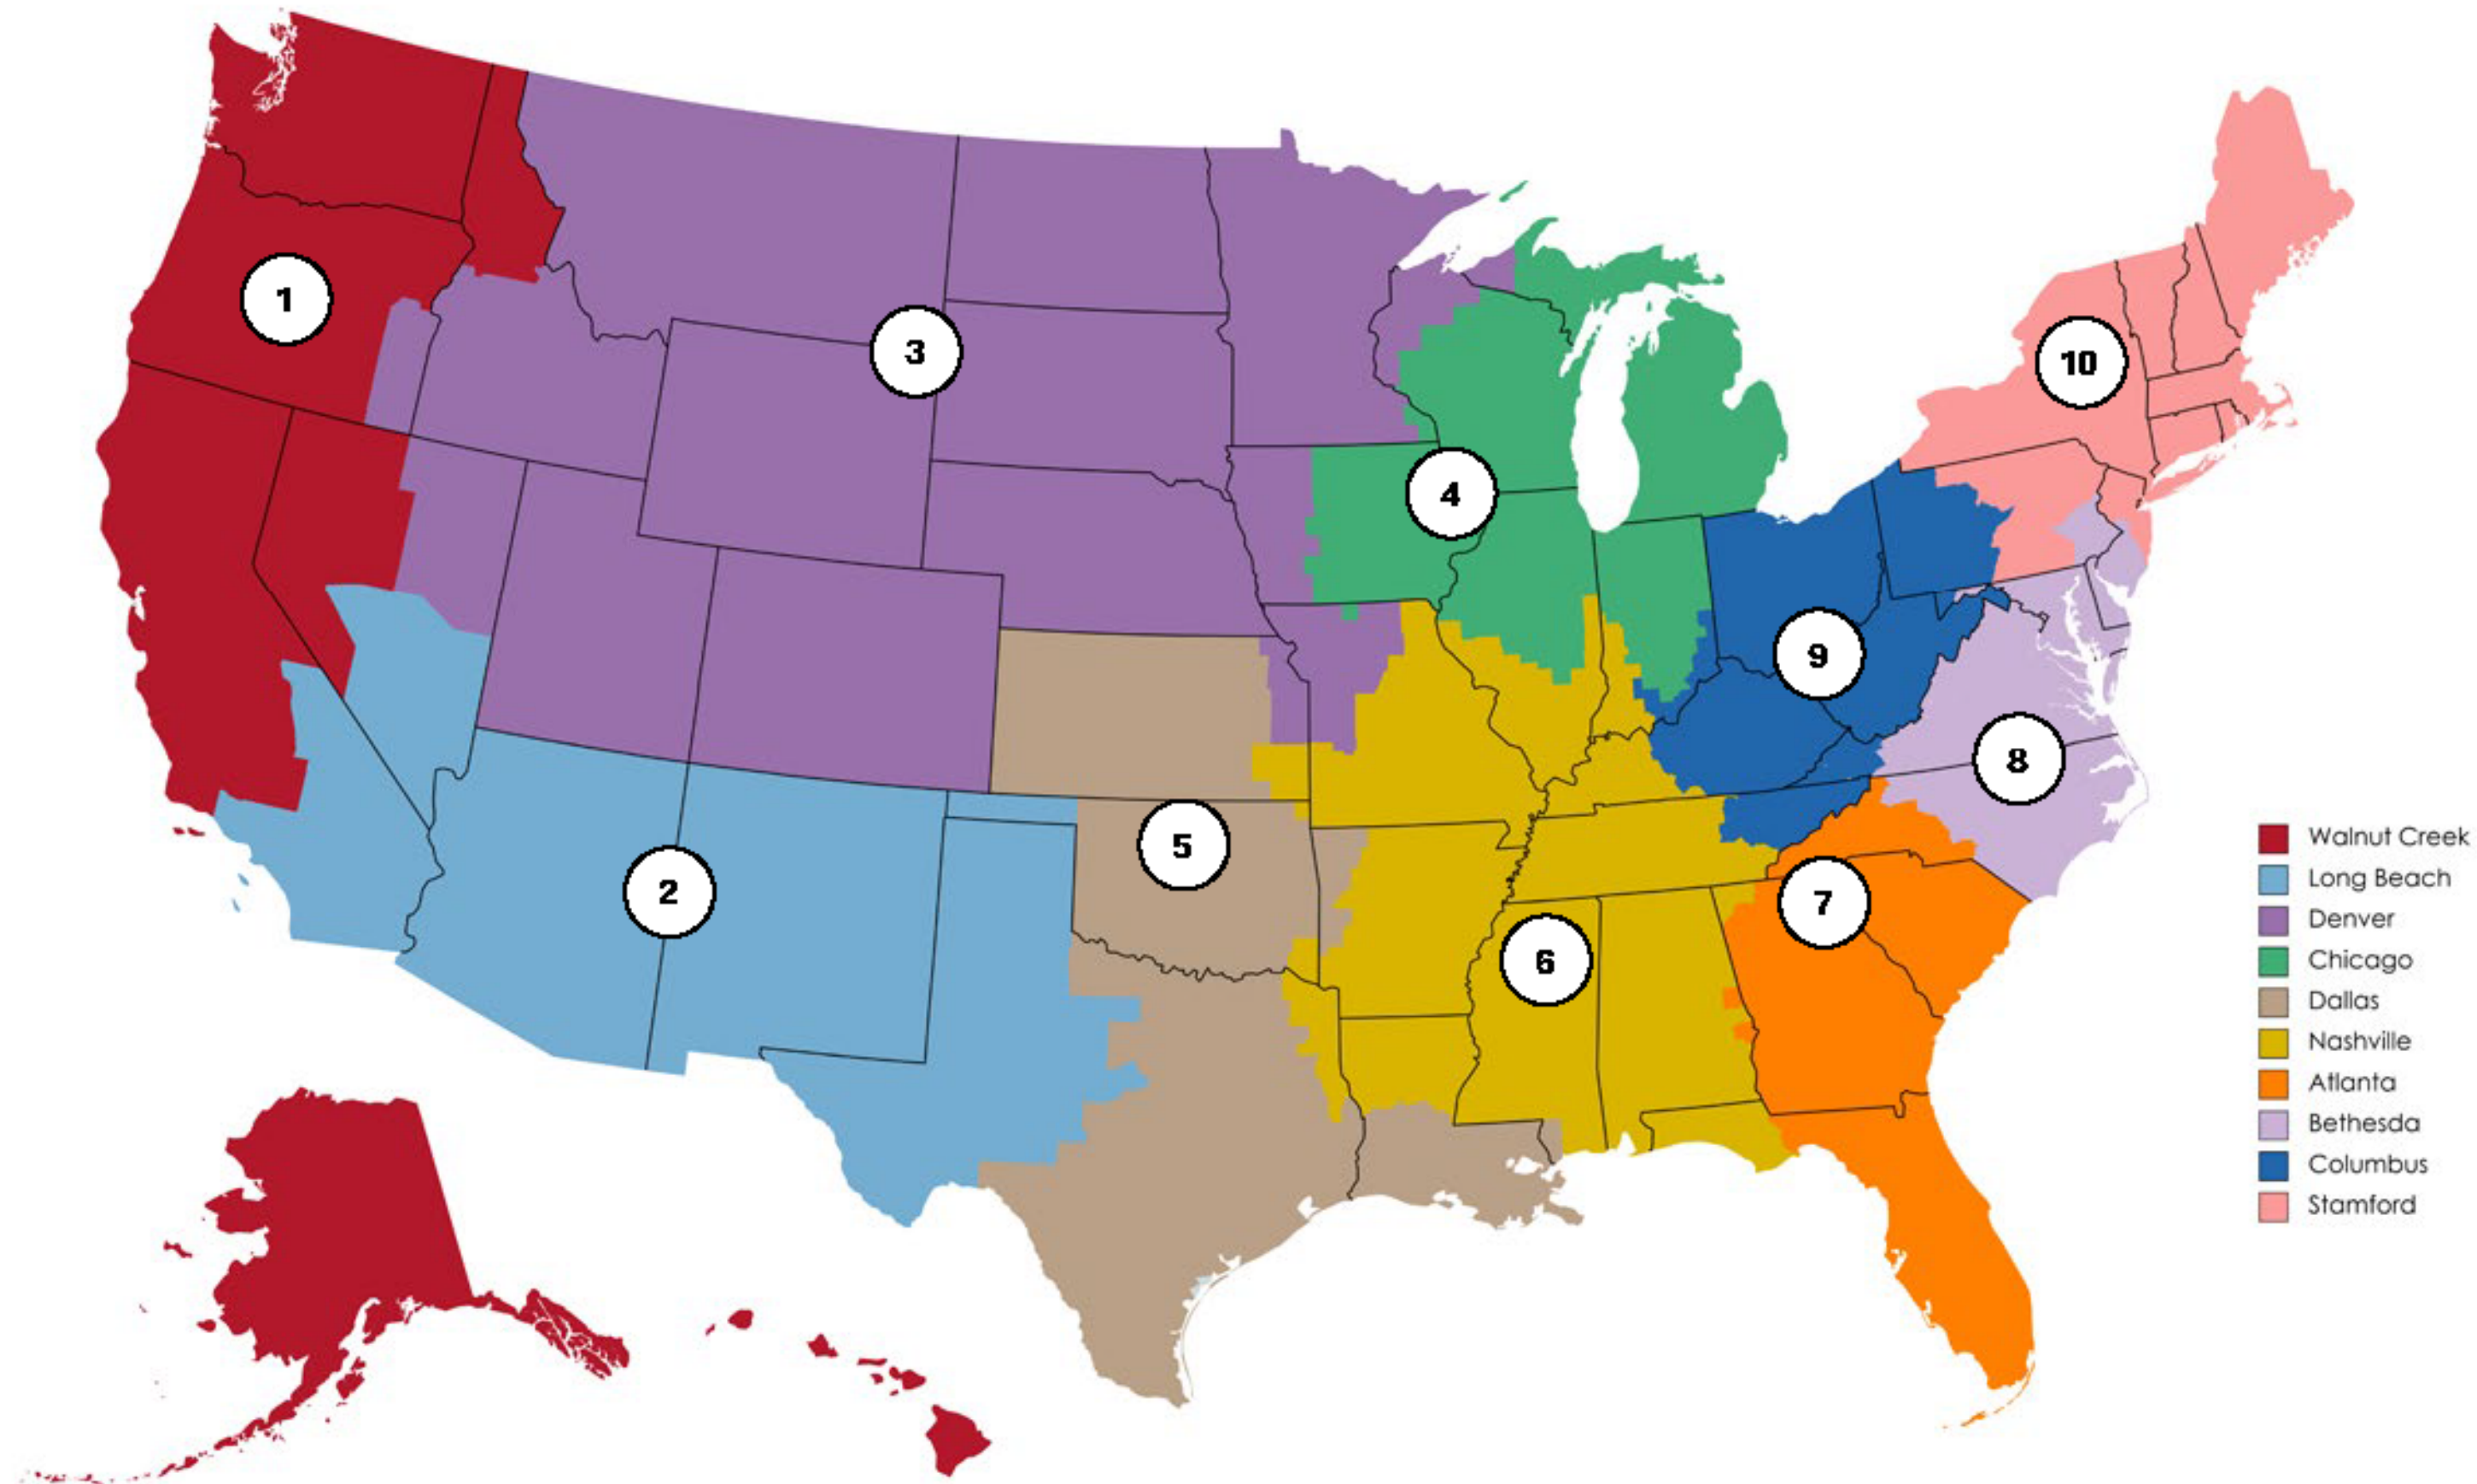 1
10
3
4
9
8
5
2
7
6
Walnut Creek
Long Beach
Denver
Chicago
Dallas
Nashville
Atlanta
Bethesda
Columbus
Stamford